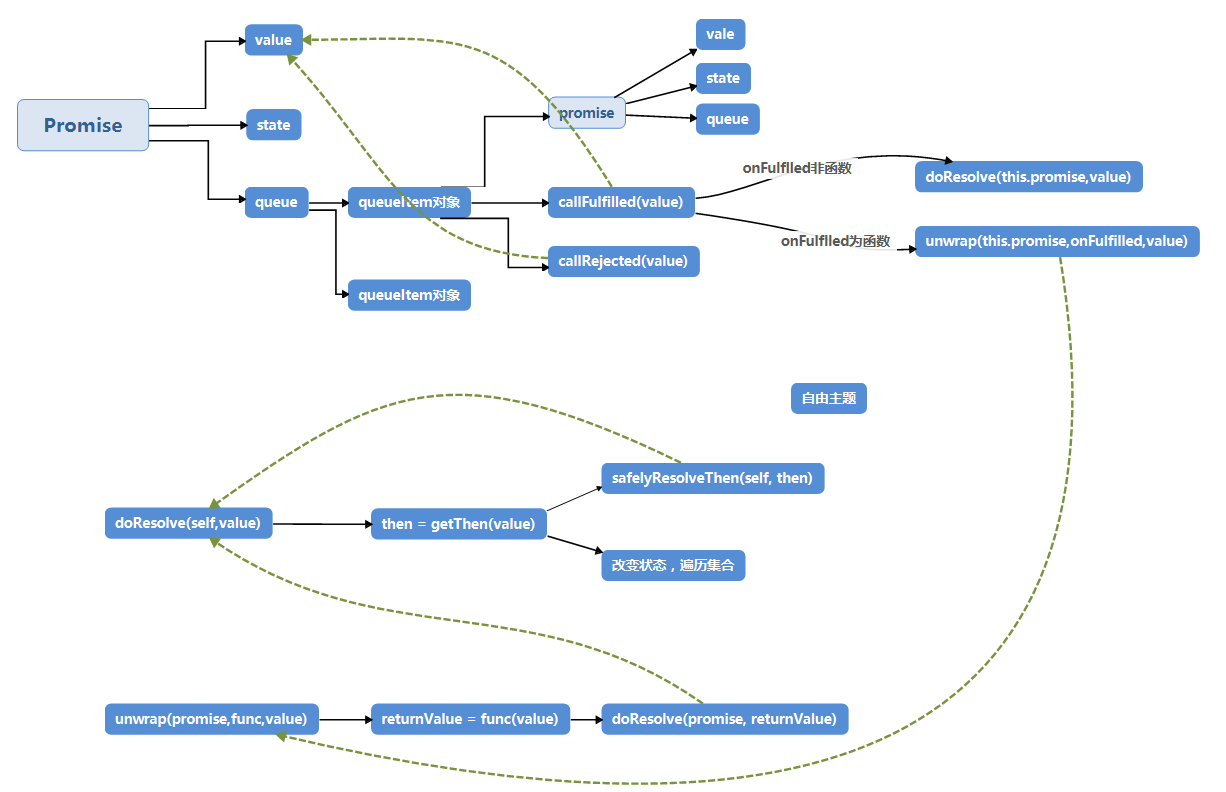 Promise
value
state
queue
queueItem对象
queueItem对象
promise
vale
state
queue
callFulfilled(value)
callRejected(value)
onFulflled非函数
doResolve(this.promise,value)
onFulflled为函数
unwrap(this.promise,onFulfilled,value)
自由主题
doResolve(self,value)
then = getThen(value)
safelyResolveThen(self, then)
改变状态，遍历集合
unwrap(promise,func,value)
returnValue = func(value)
doResolve(promise, returnValue)